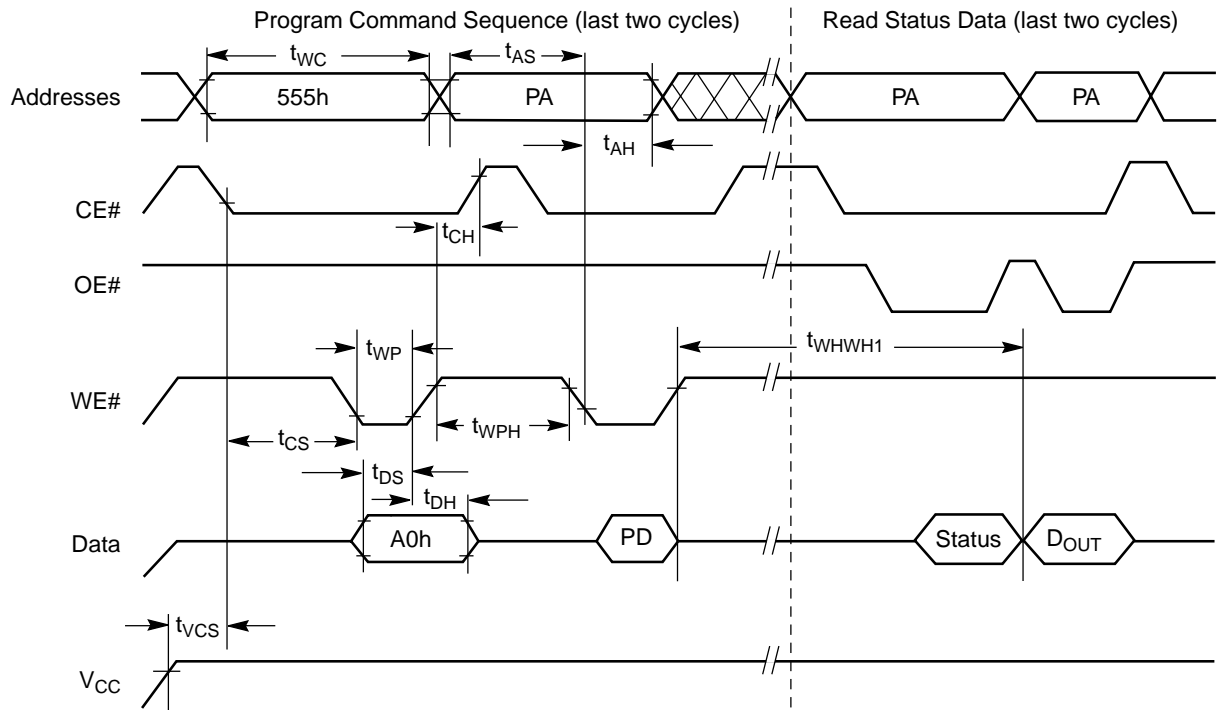 Program Command Sequence (last two cycles)
Read Status Data (last two cycles)
tWC
tAS
Addresses
555h
PA
PA
PA
tAH
CE#
tCH
OE#
tWP
tWHWH1
WE#
tCS
tWPH
tDS
tDH
Data
A0h
PD
Status
DOUT
tVCS
VCC